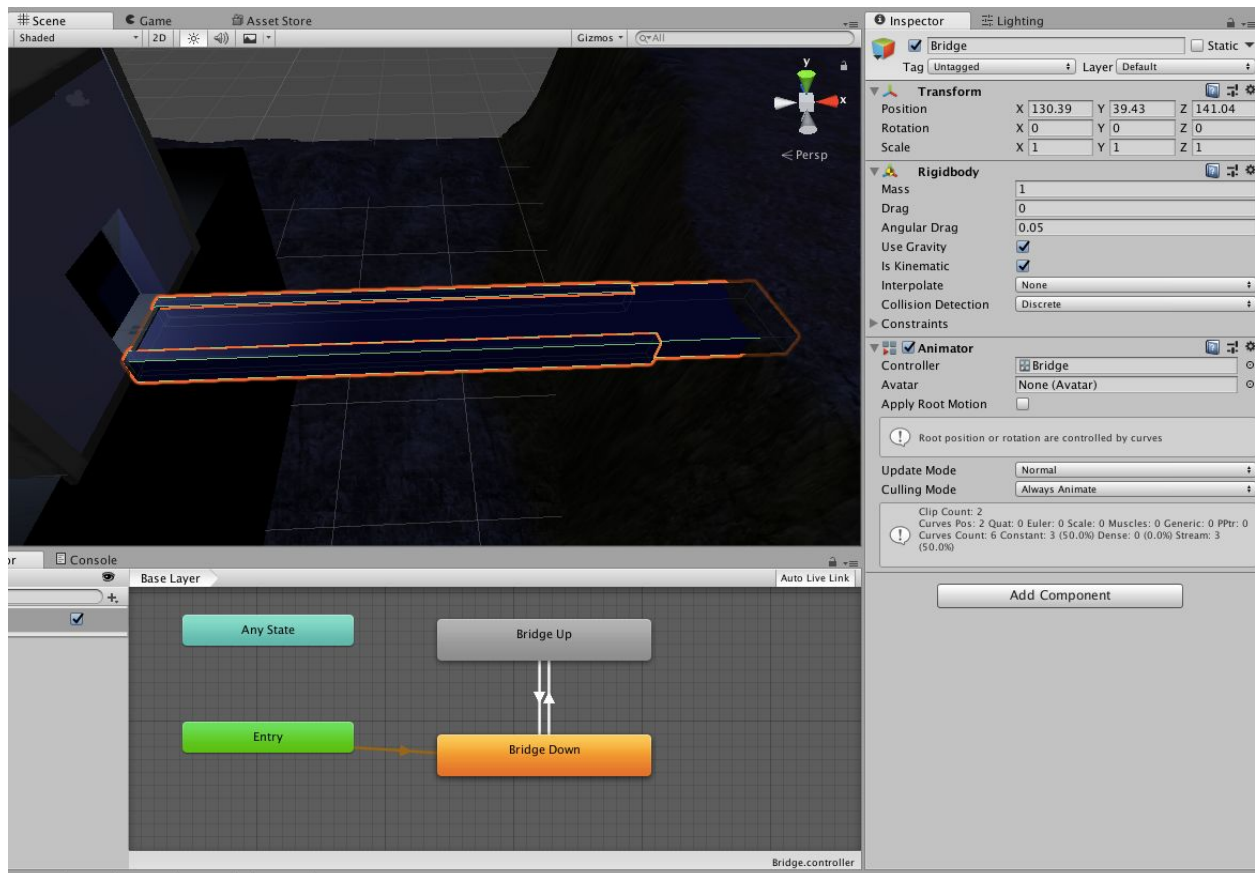 Scene Game Asset Store
Shaded 2D Gizmos All
y
x
Persp
Inspector Lighting
Bridge Static
Tag Untagged Layer Default
Transform
Position X 130.39 Y 39.43 Z 141.04
Rotation X 0 Y 0 Z 0
Scale X 1 Y 1 Z 1
Rigidbody
Mass 1
Drag 0
Angular Drag 0.05
Use Gravity
Is Kinematic
Interpolate None
Collision Detection Discrete
Constraints
Animator
Controller Bridge
Avatar None (Avatar)
Apply Root Motion
Root position or rotation are controlled by curves
Update Mode Normal
Culling Mode Always Animate
Clip Count: 2
Curves Pos: 2 Quat: 0 Euler: 0 Scale: 0 Muscles: 0 Generic: 0 PPtr: 0
Curves Count: 6 Constant: 3 (50.0%) Dense: 0 (0.0%) Stream: 3
(50.0%)
Add Component
or Console
Base Layer Auto Live Link
Any State
Bridge Up
Entry
Bridge Down
Bridge.controller